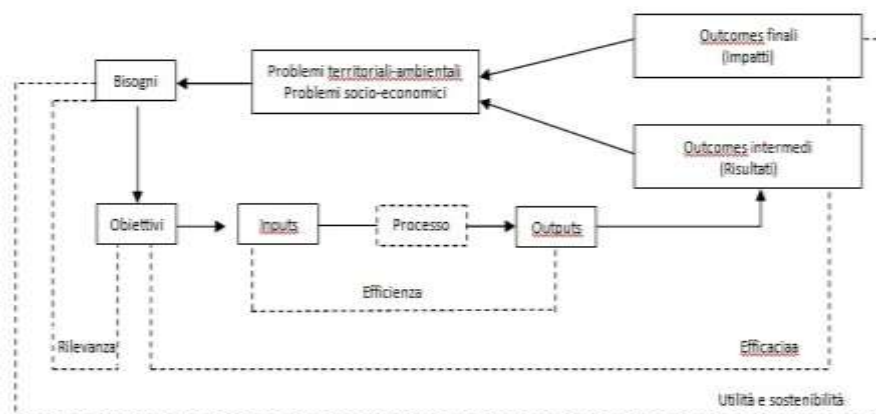 Outcomes finali
(Impatti)
Problemi territoriali-ambientali
Problemi socio-economici
Bisogni
Outcomes intermedi
(Risultati)
Obiettivi
Inputs
Processo
Outputs
Efficienza
Rilevanza
Efficaciaa
Utilità e sostenibilità